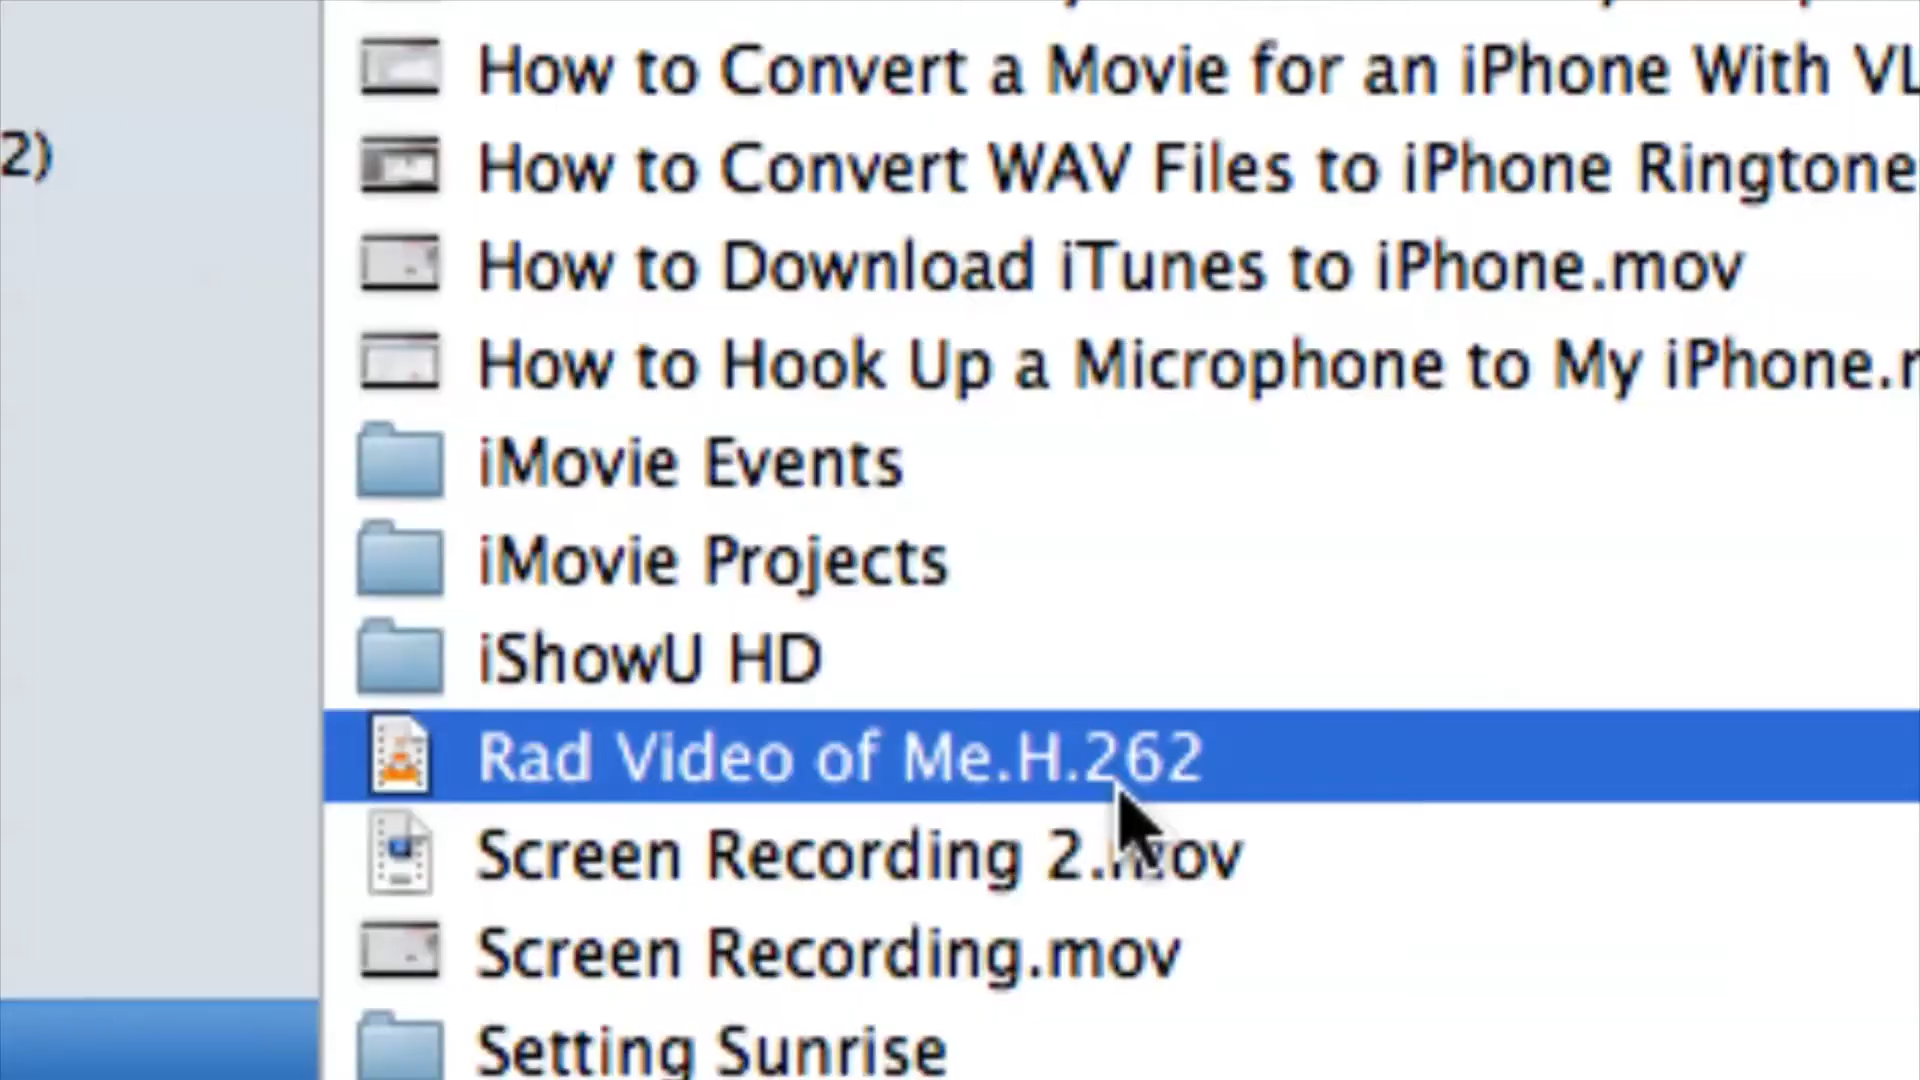 How to Convert a Movie for an iPhone With VL
2)
How to Convert WAV Files to iPhone Ringtone
How to Download iTunes to iPhone.mov
How to Hook Up a Microphone to My iPhone.
iMovie Events
iMovie Projects
iShowU HD
Rad Video of Me.H.262
Screen Recording 2.mov
Screen Recording.mov
Setting Sunrise